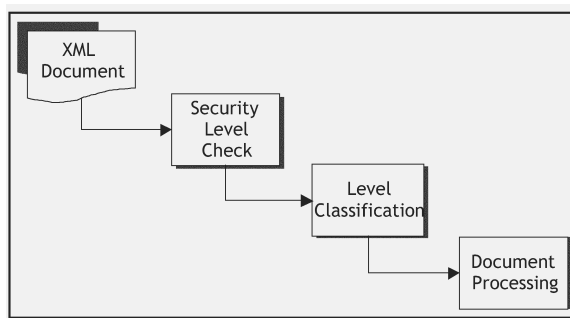 XML
Document
Security
Level
Check
Level
Classification
Document
Processing